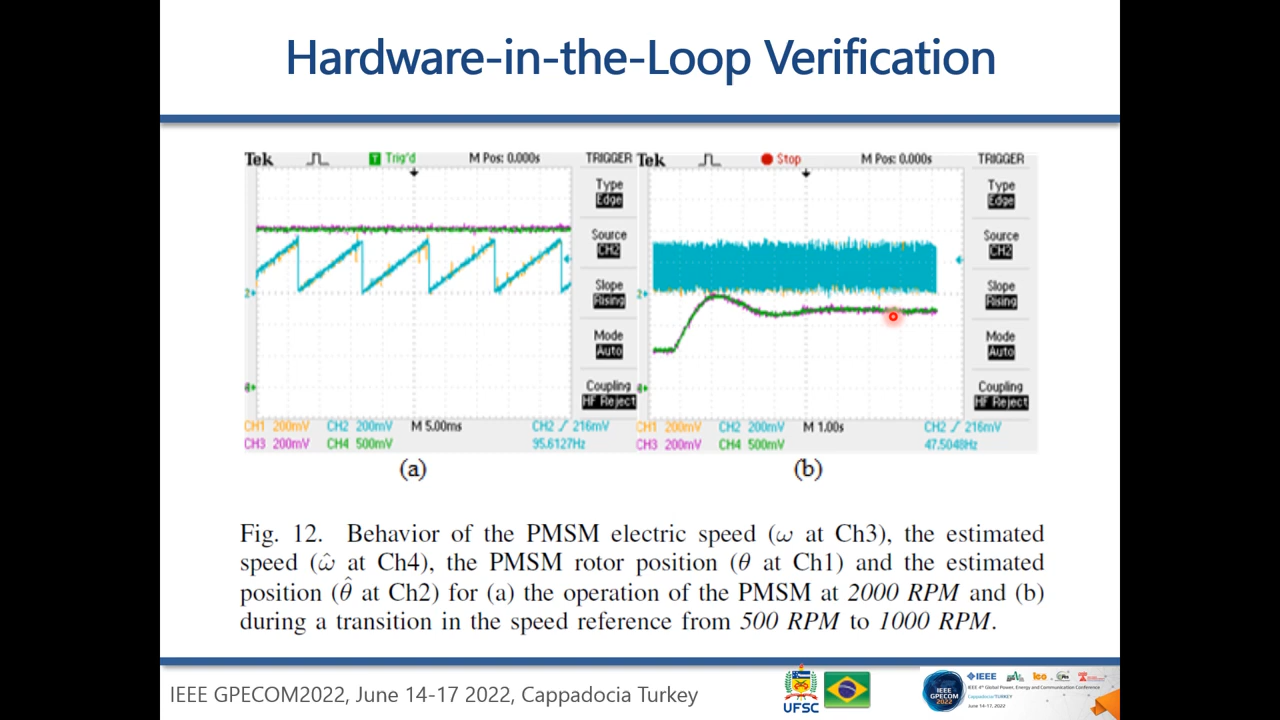 Hardware-in-the-Loop Verification
Tek T Trig'd M Pos: 0.000s TRIGGER
Type
Edge
Source
CH2
Slope
Rising
Mode
Auto
Coupling
HF Reject
CH1 200mV CH2 200mV M 5.00ms CH2 / 216mV
CH3 200mV CH4 500mV 95.6127Hz
(a)
Tek Stop M Pos: 0.000s TRIGGER
Type
Edge
Source
CH2
Slope
Rising
Mode
Auto
Coupling
HF Reject
CH1 200mV CH2 200mV M 1.00s CH2 / 216mV
CH3 200mV CH4 500mV 47.5048Hz
(b)
Fig. 12. Behavior of the PMSM electric speed (ω at Ch3), the estimated
speed (ω̂ at Ch4), the PMSM rotor position (θ at Ch1) and the estimated
position (θ̂ at Ch2) for (a) the operation of the PMSM at 2000 RPM and (b)
during a transition in the speed reference from 500 RPM to 1000 RPM.
IEEE GPECOM2022, June 14-17 2022, Cappadocia Turkey
UFSC
IEEE
GPECOM
2022
IEEE
IEEE 4th Global Power, Energy and Communication Conference
Cappadocia/TURKEY
June 14-17, 2022